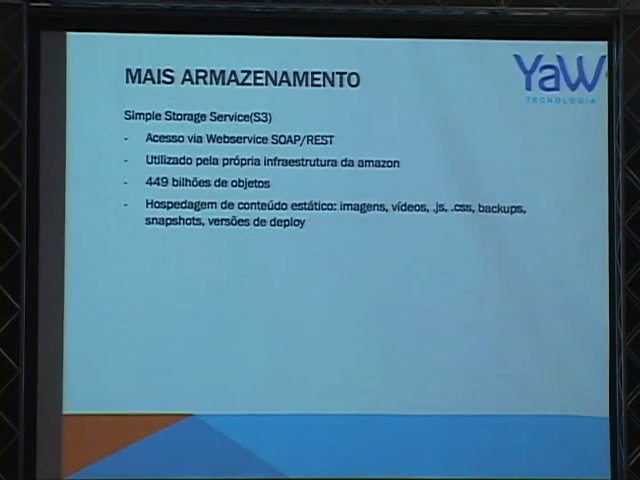 MAIS ARMAZENAMENTO
YaW
TECNOLOGIA
Simple Storage Service(S3)
- Acesso via Webservice SOAP/REST
- Utilizado pela própria infraestrutura da amazon
- 449 bilhões de objetos
- Hospedagem de conteúdo estático: imagens, vídeos, .js, .css, backups,
snapshots, versões de deploy